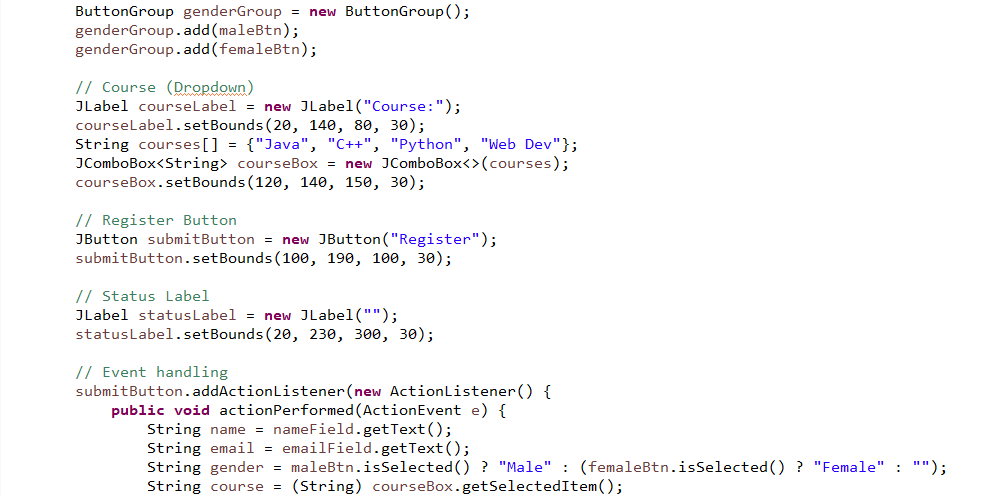 ButtonGroup genderGroup = new ButtonGroup();
genderGroup.add(maleBtn);
genderGroup.add(femaleBtn);
// Course (Dropdown)
JLabel courseLabel = new JLabel("Course:");
courseLabel.setBounds(20, 140, 80, 30);
String courses[] = {"Java", "C++", "Python", "Web Dev"};
JComboBox<String> courseBox = new JComboBox<>(courses);
courseBox.setBounds(120, 140, 150, 30);
// Register Button
JButton submitButton = new JButton("Register");
submitButton.setBounds(100, 190, 100, 30);
// Status Label
JLabel statusLabel = new JLabel("");
statusLabel.setBounds(20, 230, 300, 30);
// Event handling
submitButton.addActionListener(new ActionListener() {
public void actionPerformed(ActionEvent e) {
String name = nameField.getText();
String email = emailField.getText();
String gender = maleBtn.isSelected() ? "Male" : (femaleBtn.isSelected() ? "Female" : "");
String course = (String) courseBox.getSelectedItem();